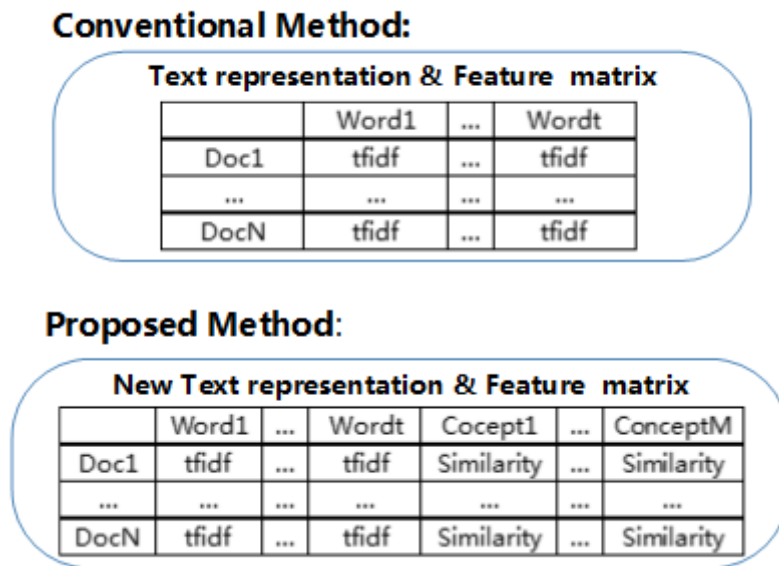 Conventional Method:
Text representation & Feature matrix
Word1 ... Wordt
Doc1 tfidf ... tfidf
... ... ... ...
DocN tfidf ... tfidf
Proposed Method:
New Text representation & Feature matrix
Word1 ... Wordt Cocept1 ... ConceptM
Doc1 tfidf ... tfidf Similarity ... Similarity
... ... ... ... ... ... ...
DocN tfidf ... tfidf Similarity ... Similarity